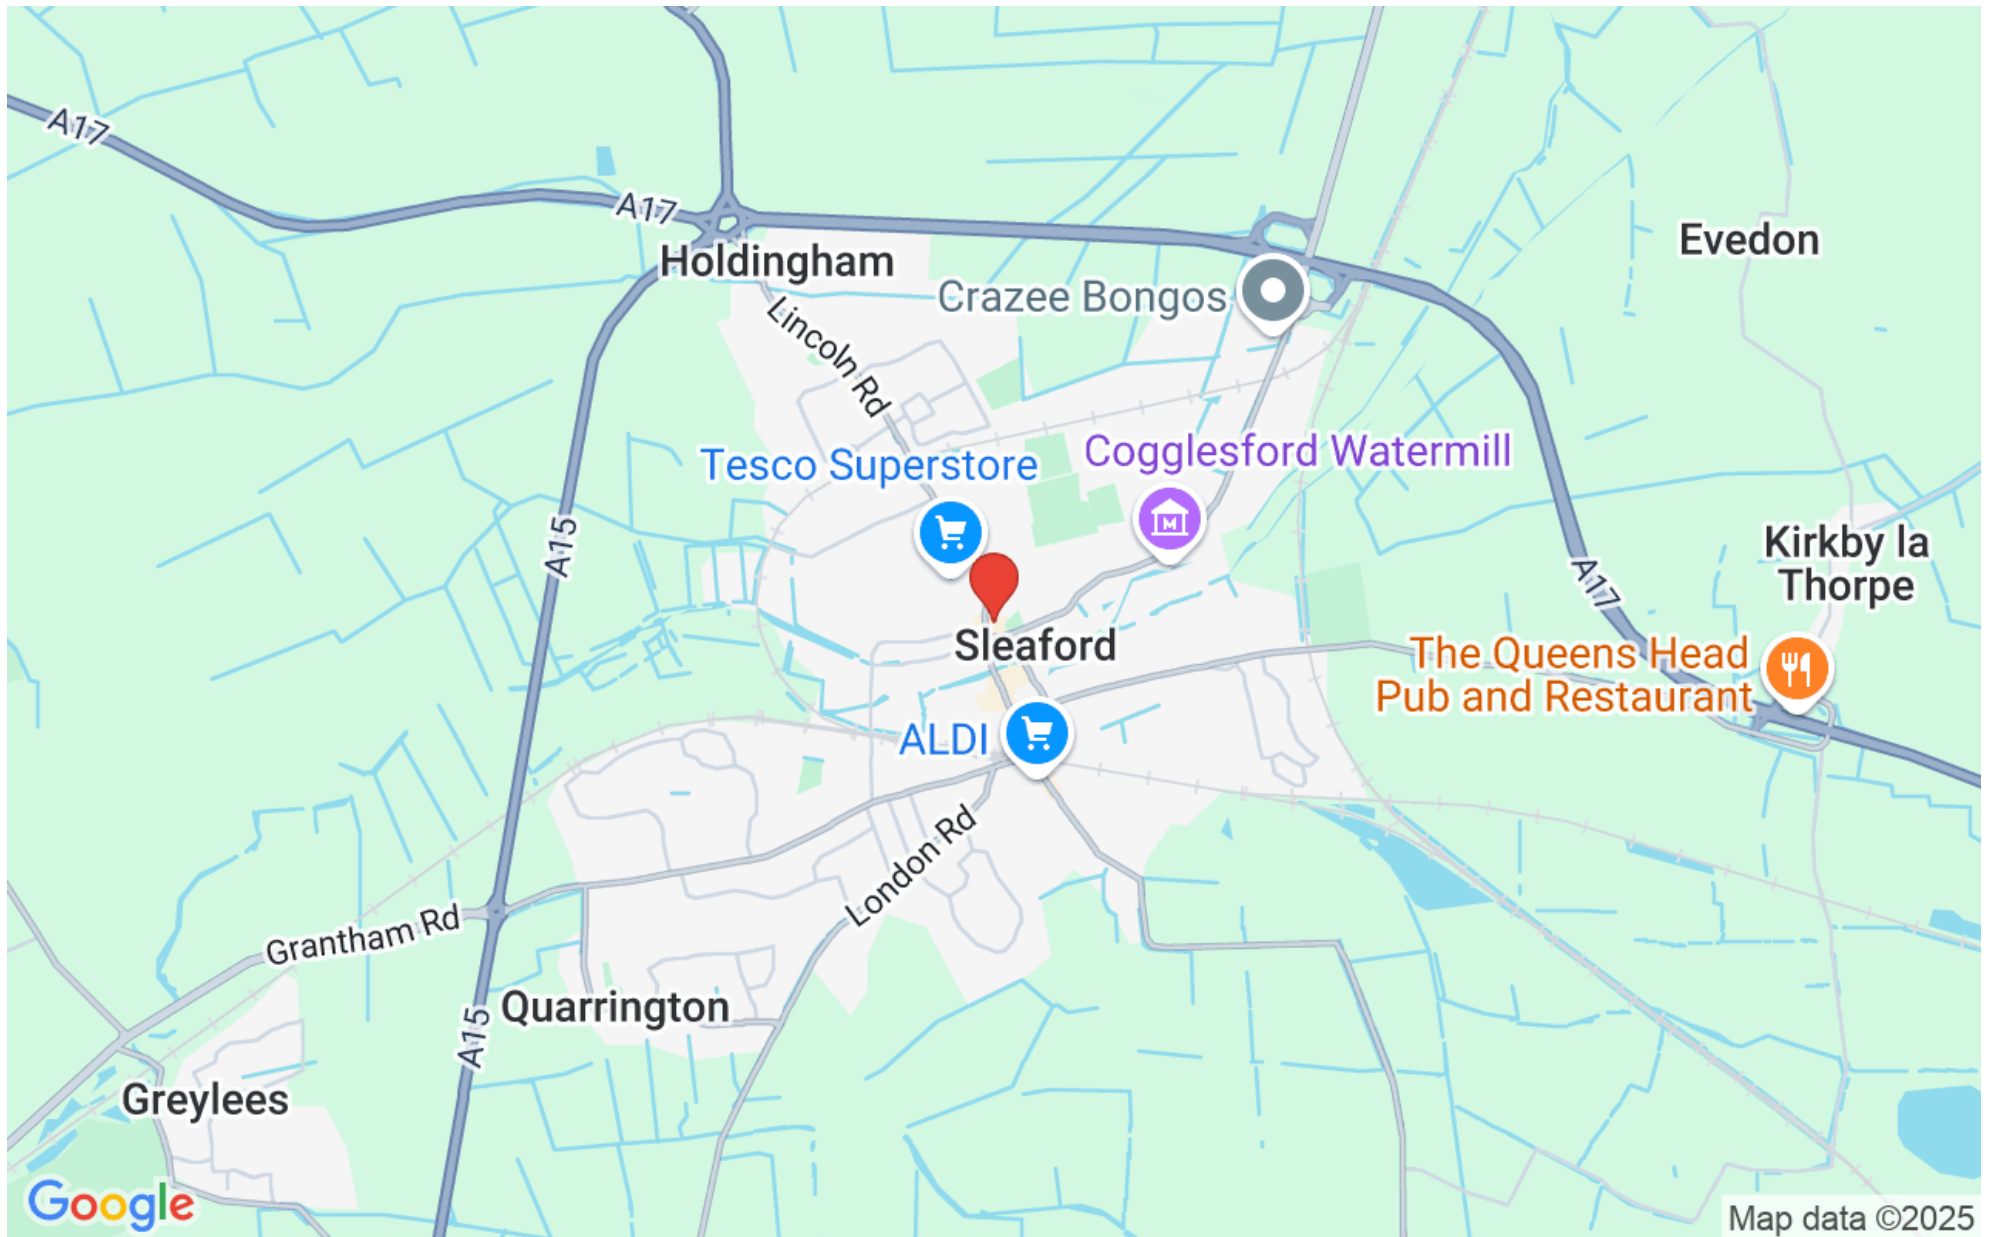 A17
A17
Evedon
Holdingham
Crazee Bongos
Lincoln Rd
Cogglesford Watermill
Tesco Superstore
A15
Kirkby la
Thorpe
A17
Sleaford
The Queens Head
Pub and Restaurant
ALDI
London Rd
Grantham Rd
Quarrington
A15
Greylees
Google
Map data ©2025